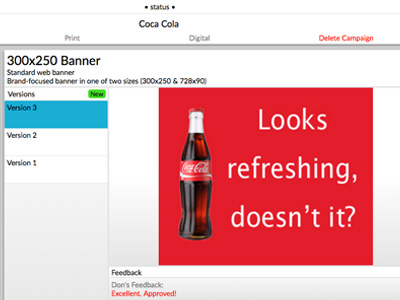 • status •
Coca Cola
Print Digital Delete Campaign
300x250 Banner
Standard web banner
Brand-focused banner in one of two sizes (300x250 & 728x90)
Versions New
Version 3
Version 2
Version 1
Looks
refreshing,
doesn't it?
Coca-Cola
Feedback
Don's Feedback:
Excellent. Approved!